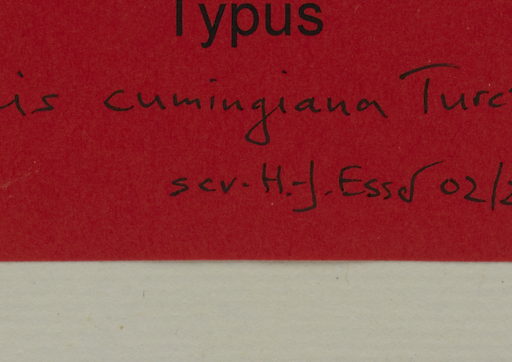 Typus
is cumingiana Turc
scr. H.-J. Esser 02/2